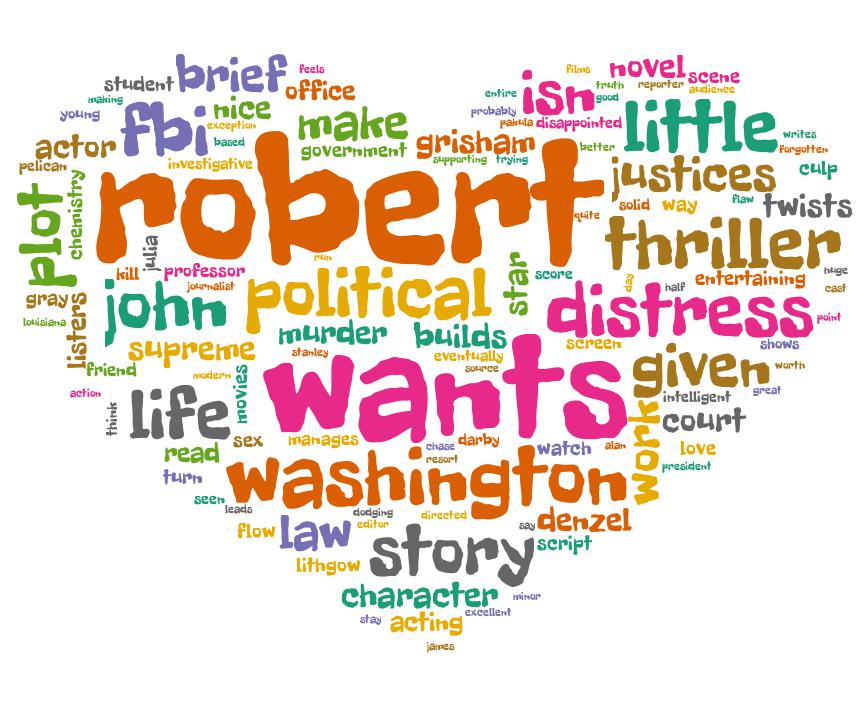 films novel scene
feels
student brief
office
entire isn truth reporter audience
good
making
young fbi nice exception
based
make
government
probably
pakula disappointed
little
writes
forgotten
actor
pelican
investigative
grisham
supporting trying
better
justices
culp
plot
chemistry
robert
quite
solid way
flaw twists
thriller
huge
cast
julia
kill professor
journalist
run
star
score
day
half
entertaining
gray
louisiana
listers
john
political
distress
point
murder
builds
screen
shows
supreme
stanley
eventually
source
friend
modern
wants
given
worth
great
action
think
life
movies
intelligent
court
work
sex
manages
chase
resort
darby
watch
alan
love
president
read
turn
washington
seen
leads
dodging
editor
directed
say
denzel
flow
law
story
script
lithgow
character
minor
excellent
stay
acting
james